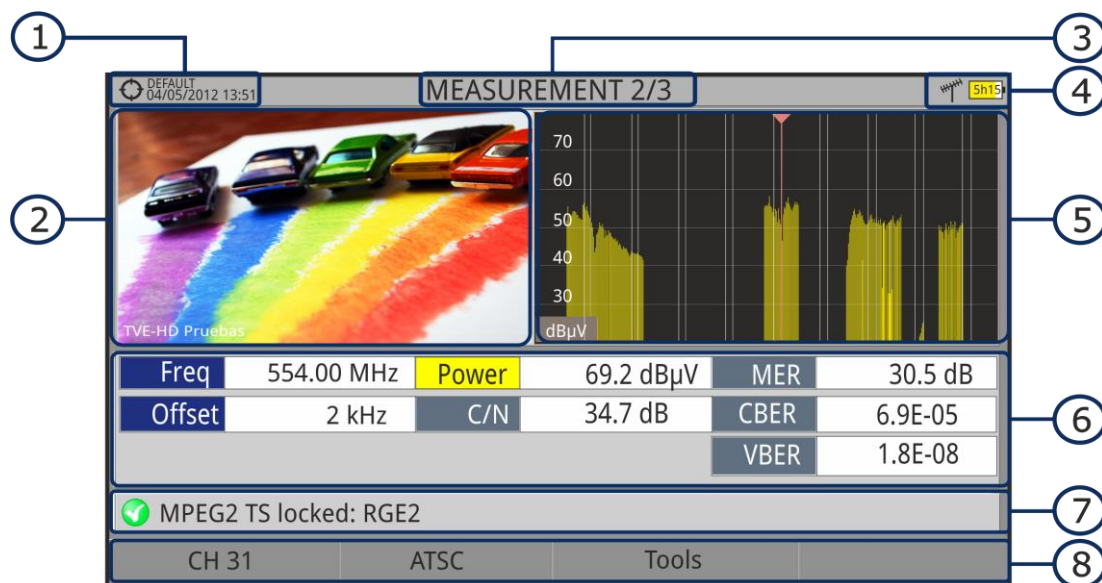 1
3
DEFAULT
04/05/2012 13:51
MEASUREMENT 2/3
5h15
4
2
TVE-HD Pruebas
70
60
50
40
30
dBµV
5
Freq 554.00 MHz Power 69.2 dBµV MER 30.5 dB
Offset 2 kHz C/N 34.7 dB CBER 6.9E-05
VBER 1.8E-08
6
MPEG2 TS locked: RGE2
7
CH 31 ATSC Tools
8